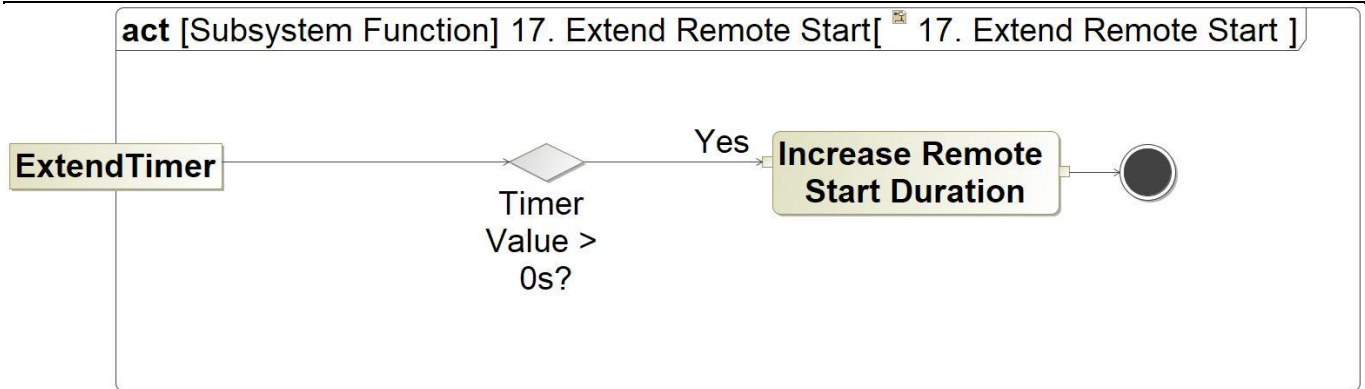 act [Subsystem Function] 17. Extend Remote Start[ 17. Extend Remote Start ]
ExtendTimer
Timer
Value >
0s?
Yes
Increase Remote
Start Duration